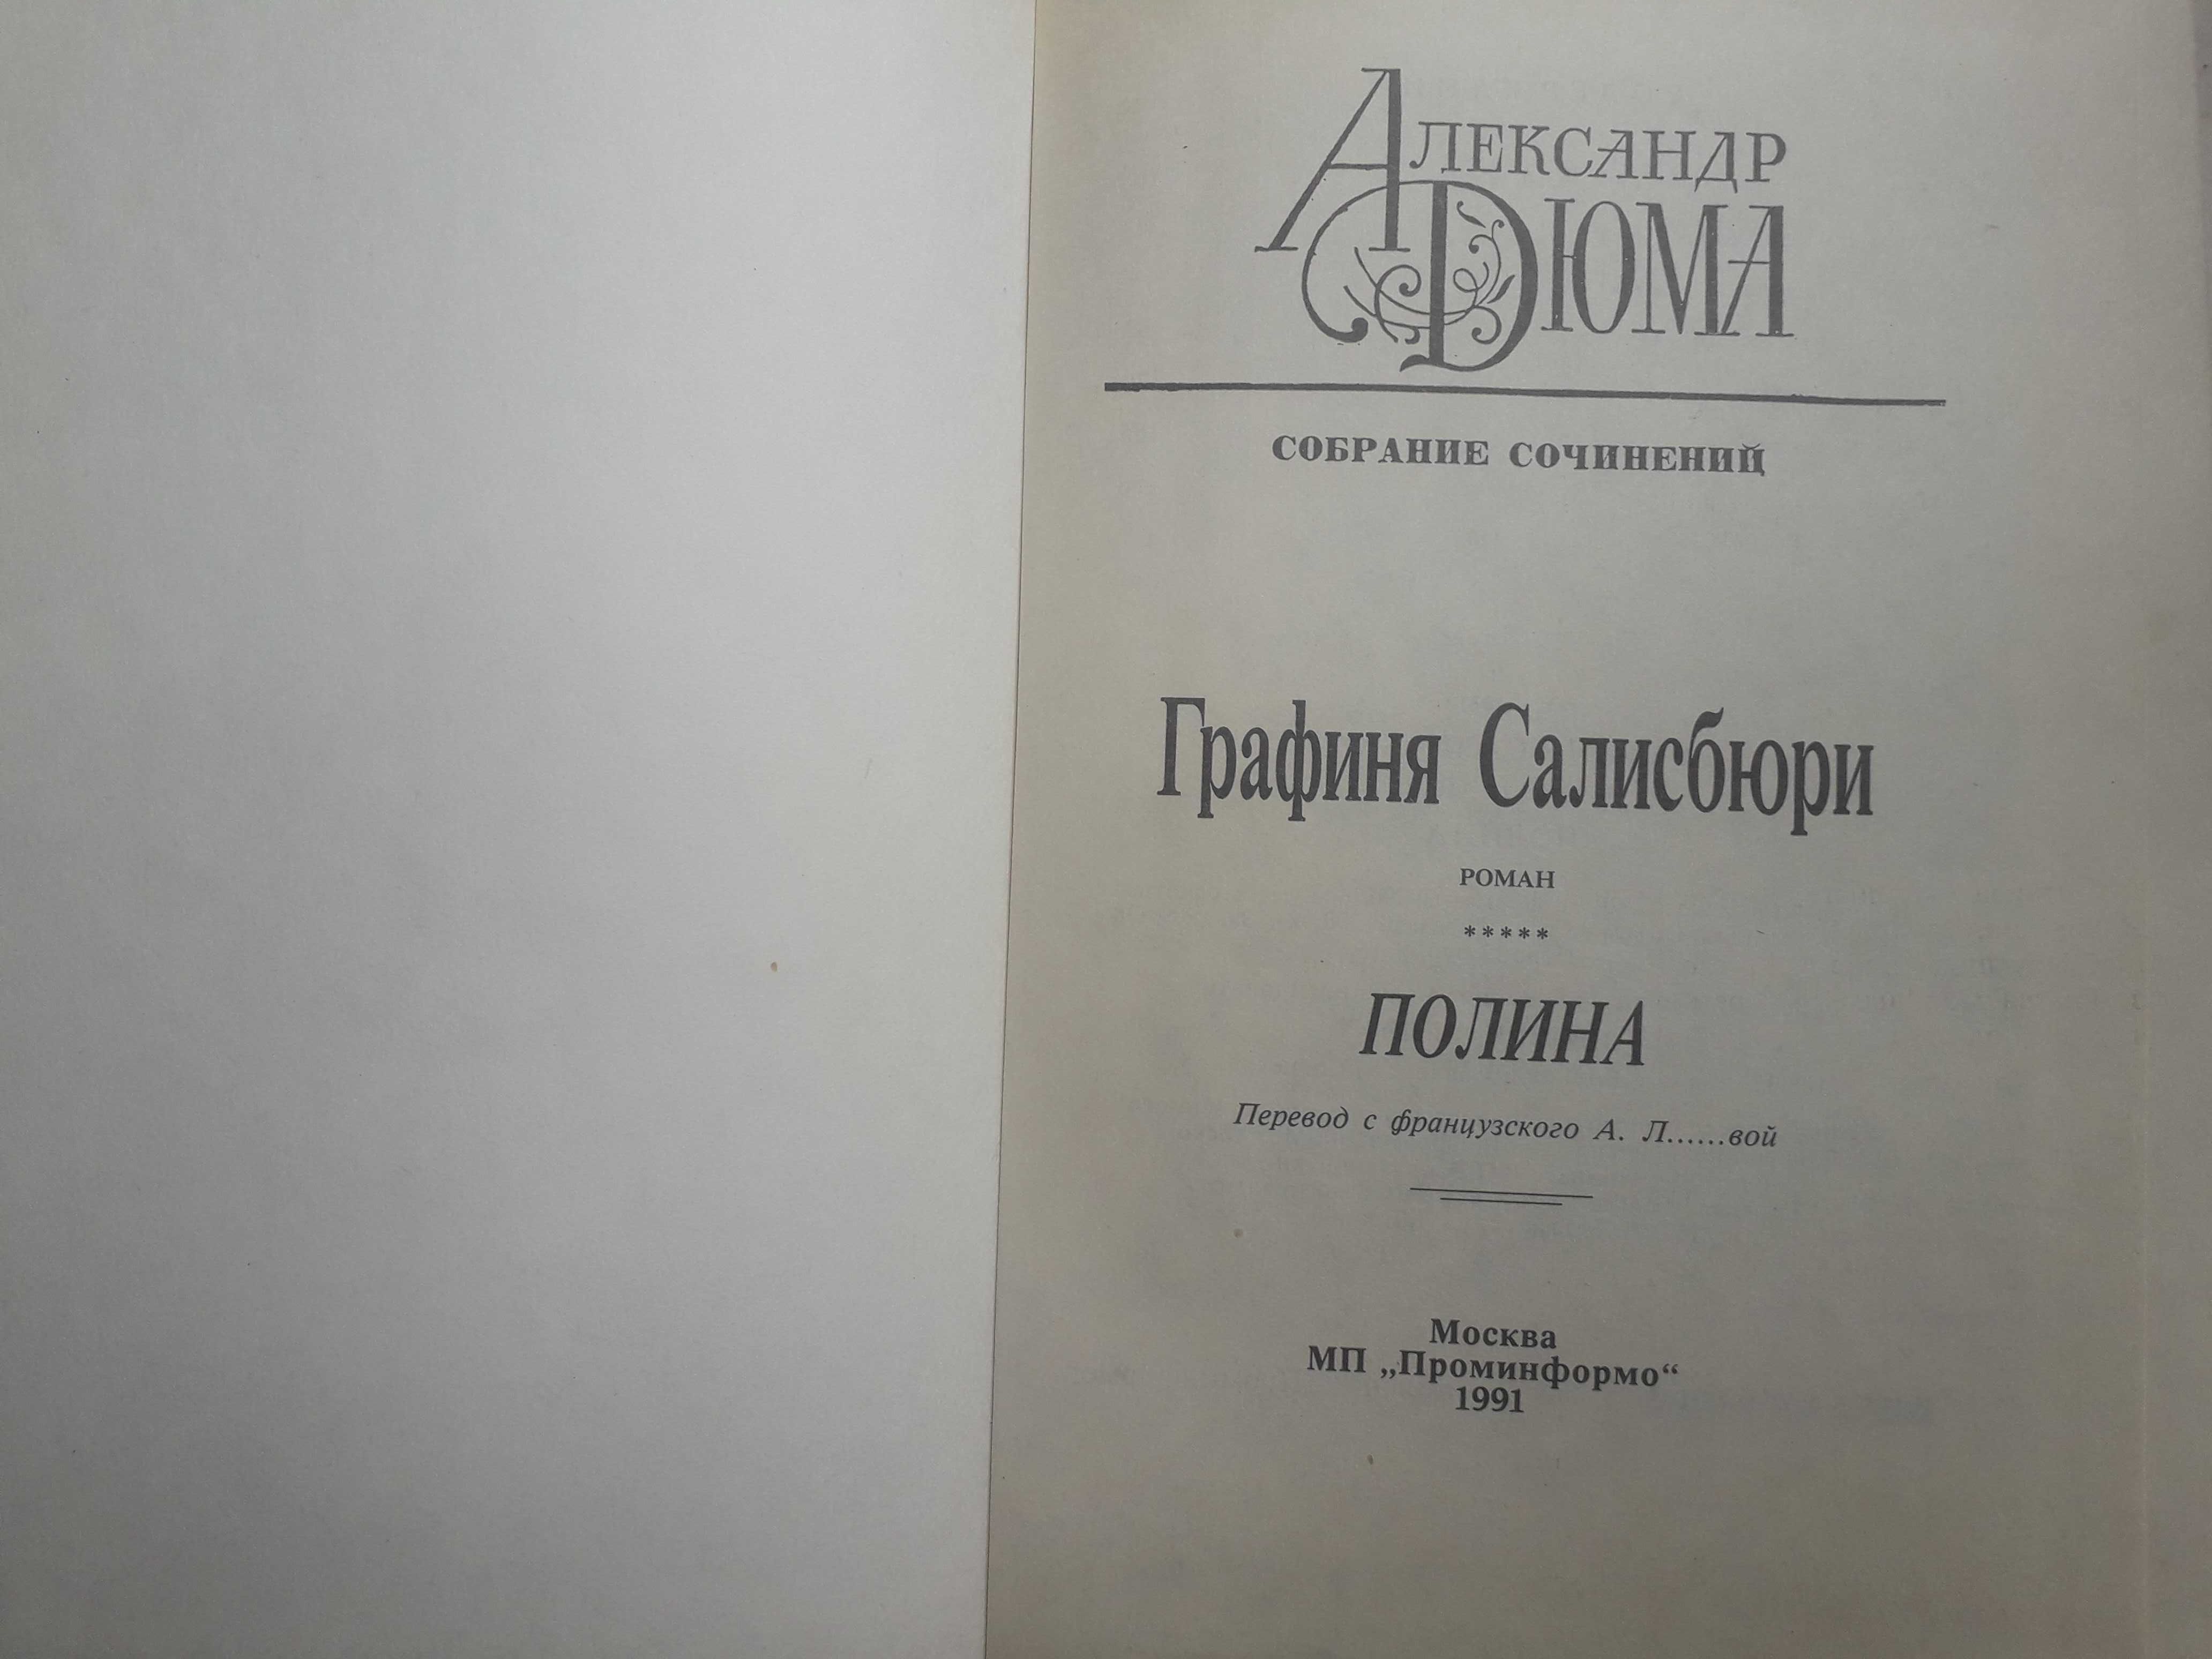 Александр
Дюма
СОБРАНИЕ СОЧИНЕНИЙ
Графиня Салисбюри
РОМАН
*****
ПОЛИНА
Перевод с французского А. Л......вой
Москва
МП „Проминформо“
1991